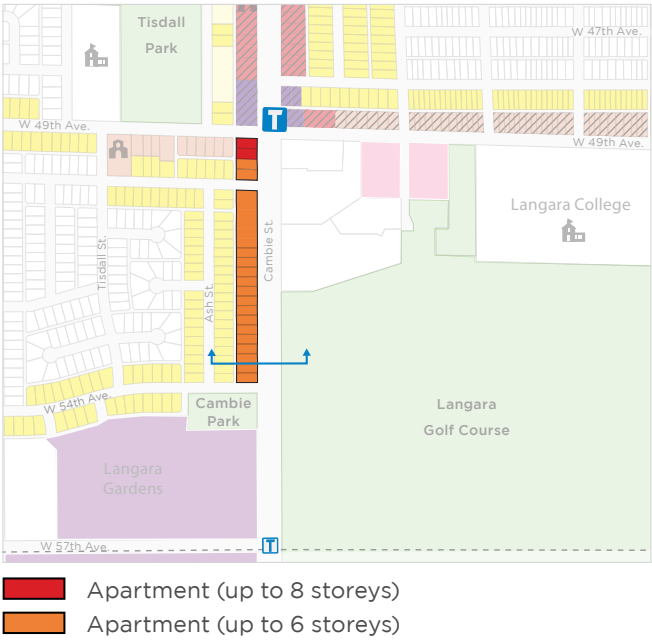 Tisdall
Park
W 47th Ave.
T
W 49th Ave.
W 49th Ave.
Langara College
Tisdall St.
Ash St.
Cambie St.
W 54th Ave.
Cambie
Park
Langara
Golf Course
Langara
Gardens
W 57th Ave.
T
Apartment (up to 8 storeys)
Apartment (up to 6 storeys)